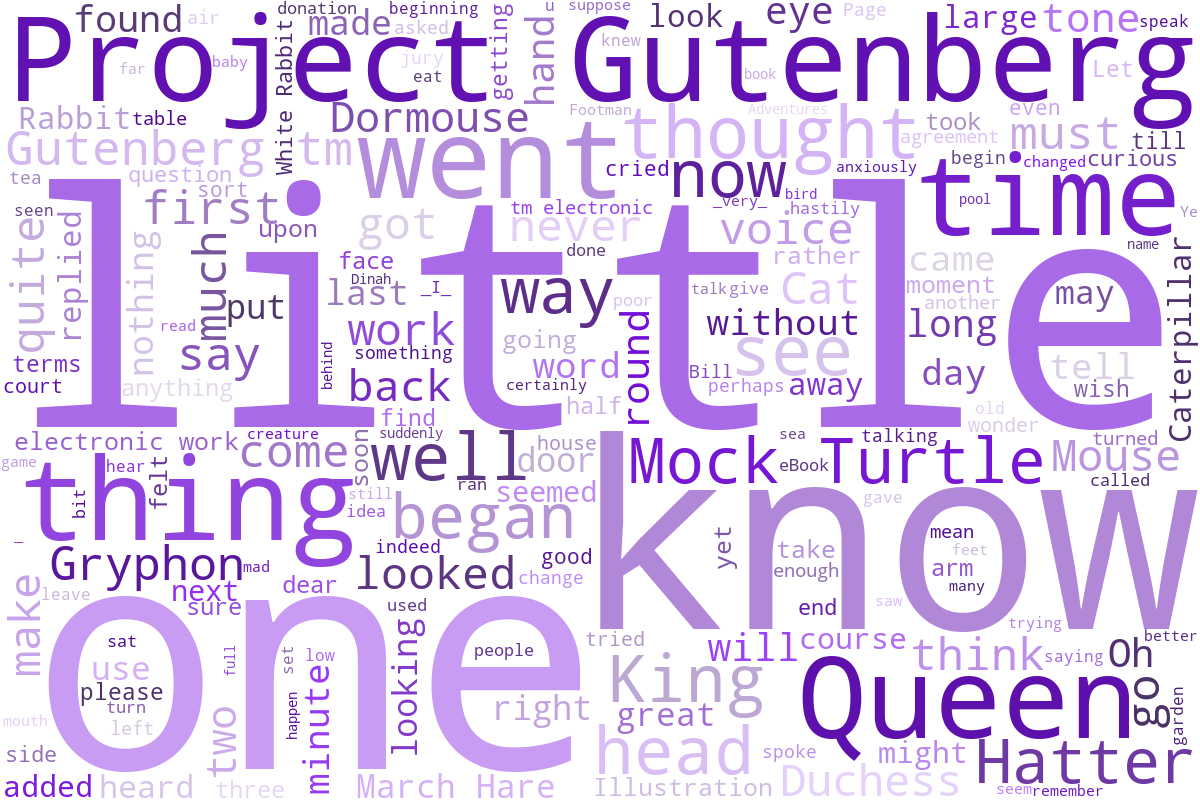 found
donation
beginning
u
suppose
eye
Page
large
tone
speak
Project
Gutenberg
air
made
asked
look
knew
jury
far
baby
eat
White Rabbit
getting
hand
book
Let
Rabbit
table
Dormouse
Footman
thought
Adventures
took
even
must
till
Gutenberg tm
went
agreement
question
cried
now
anxiously
begin
changed
curious
tea
sort
time
bird
pool
seen
first
upon
tm electronic
_very_
hastily
Ye
quite
replied
nothing
much
little
got
never
voice
name
face
done
rather
came
Caterpillar
Dinah
last
_I_
way
talk
give
Cat
moment
another
may
put
poor
read
work
going
round
without
long
say
something
see
terms
behind
word
tell
court
anything
back
certainly
Bill
perhaps
away
day
wish
find
half
old
wonder
electronic work
creature
suddenly
house
sea
talking
turned
come
soon
well
door
Mock Turtle
Mouse
game
hear
felt
eBook
called
thing
bit
still
ran
seemed
know
gave
idea
began
_
indeed
good
yet
take
mean
feet
Gryphon
mad
looked
change
enough
arm
many
make
leave
next
dear
sure
used
end
saw
trying
one
sat
looking
people
tried
will
course
think
saying
Oh
better
use
full
set
low
King
please
turn
left
minute
right
great
Queen
go
garden
mouth
two
happen
side
head
spoke
might
Hatter
added
heard
three
March Hare
Illustration
Duchess
seem
remember